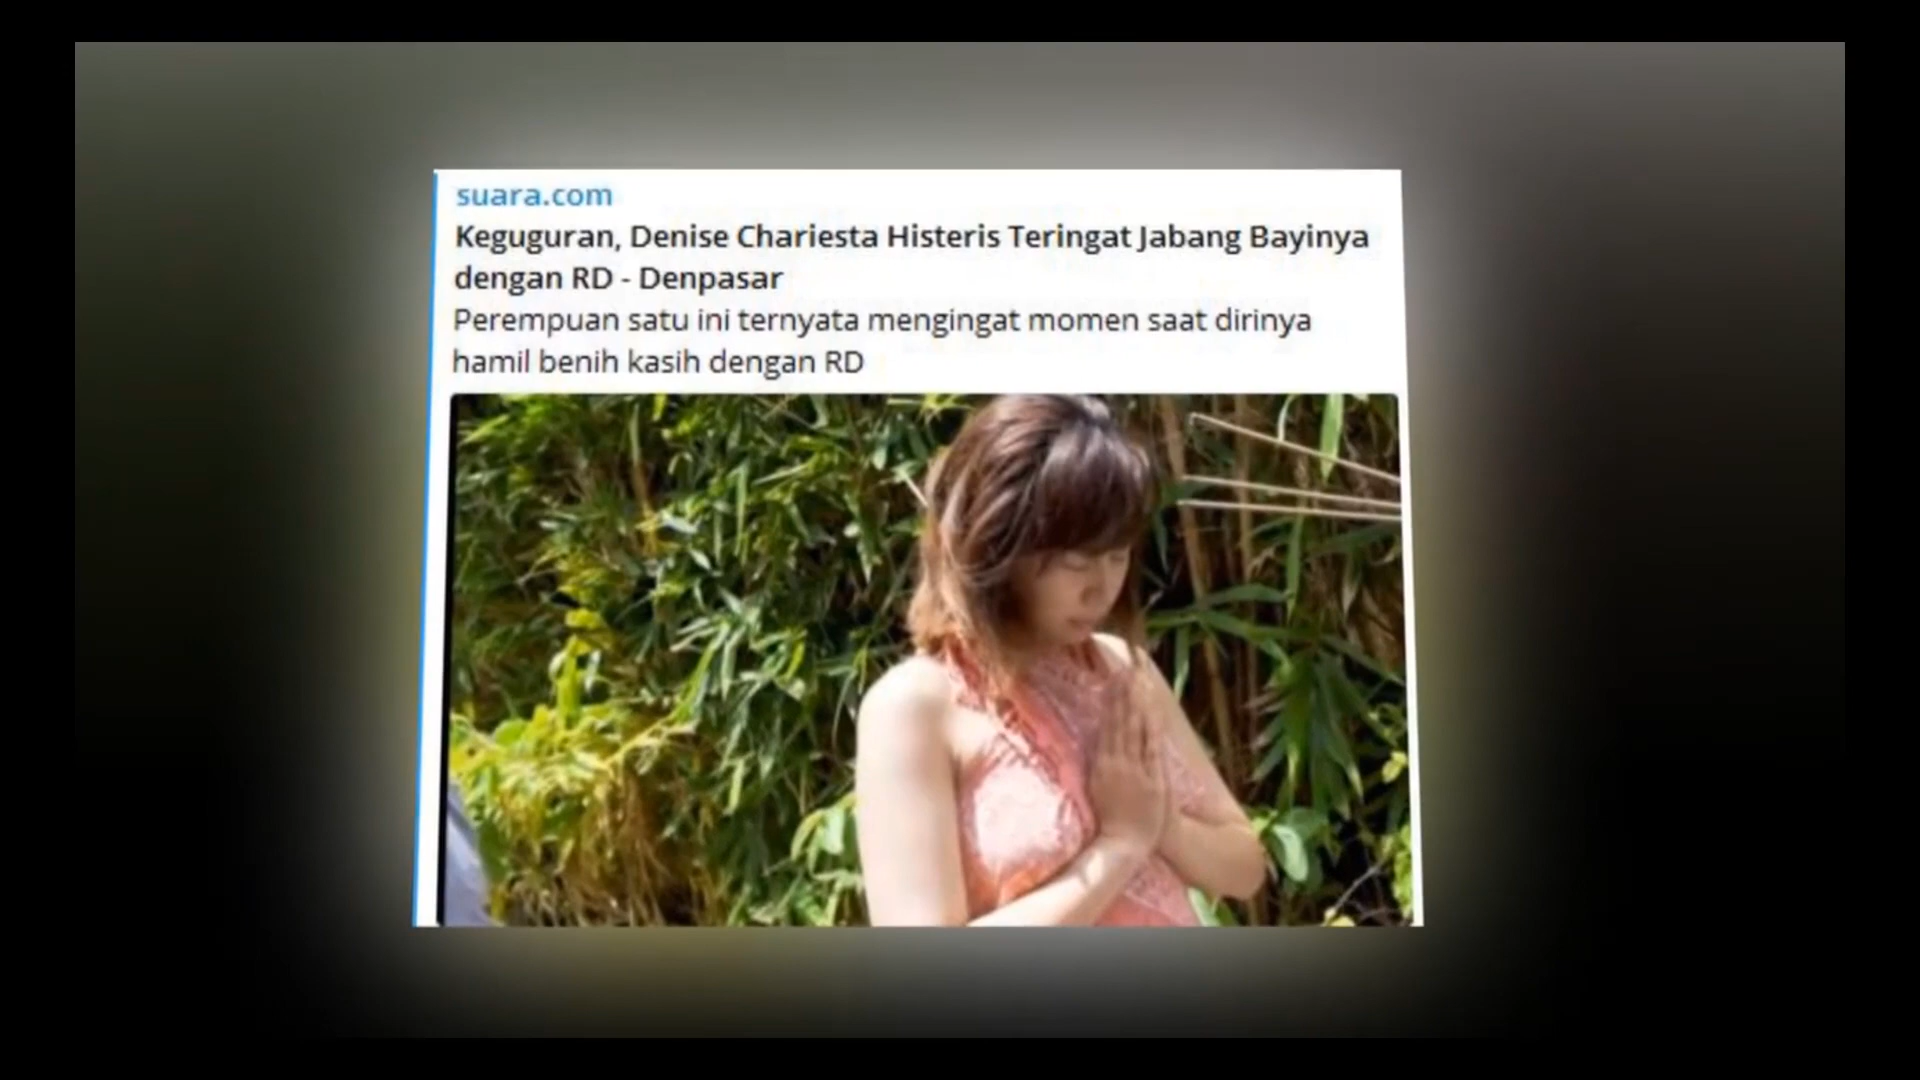 suara.com
Keguguran, Denise Chariesta Histeris Teringat Jabang Bayinya
dengan RD - Denpasar
Perempuan satu ini ternyata mengingat momen saat dirinya
hamil benih kasih dengan RD